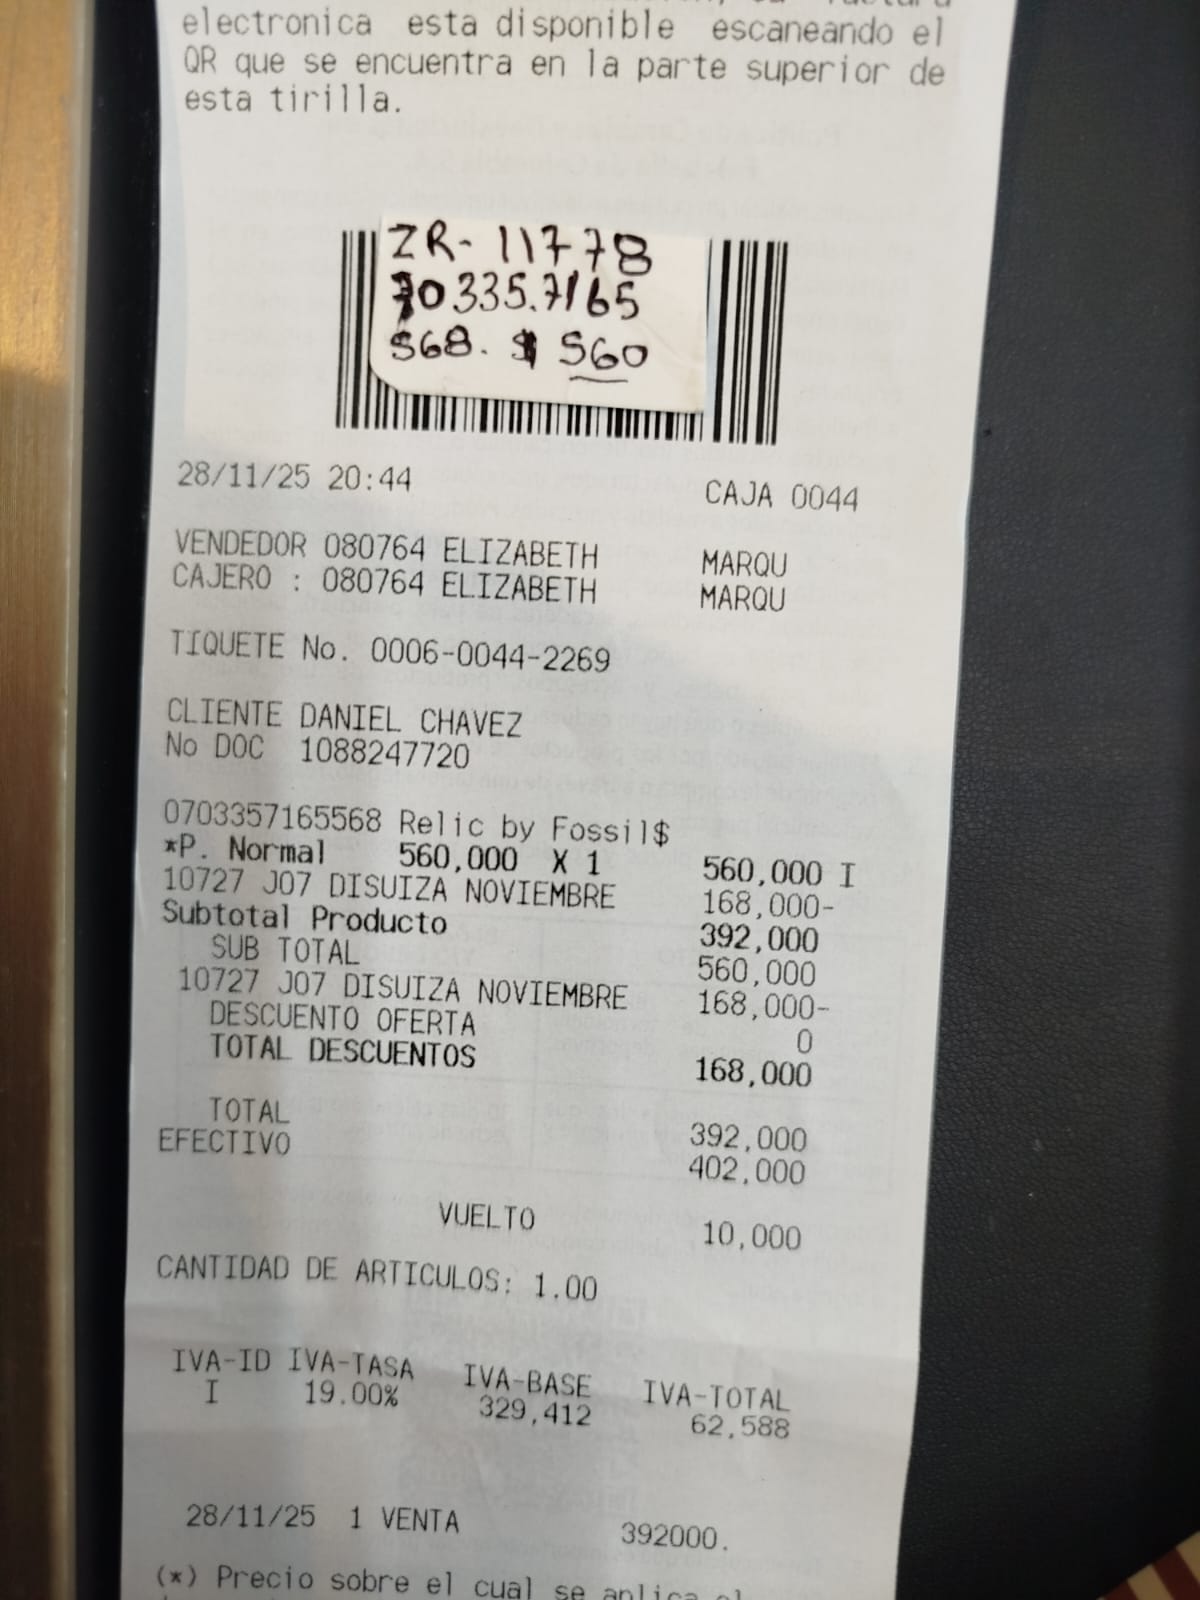 electronica esta disponible escaneando el
QR que se encuentra en la parte superior de
esta tirilla.
ZR- 11778
70335.7165
568. $ 560
28/11/25 20:44 CAJA 0044
VENDEDOR 080764 ELIZABETH MARQU
CAJERO : 080764 ELIZABETH MARQU
TIQUETE No. 0006-0044-2269
CLIENTE DANIEL CHAVEZ
No DOC 1088247720
0703357165568 Relic by Fossil$
*P. Normal 560,000 X 1 560,000 I
10727 J07 DISUIZA NOVIEMBRE 168,000-
Subtotal Producto 392,000
SUB TOTAL 560,000
10727 J07 DISUIZA NOVIEMBRE 168,000-
DESCUENTO OFERTA 0
TOTAL DESCUENTOS 168,000
TOTAL 392,000
EFECTIVO 402,000
VUELTO 10,000
CANTIDAD DE ARTICULOS: 1.00
IVA-ID IVA-TASA IVA-BASE IVA-TOTAL
I 19.00% 329,412 62,588
28/11/25 1 VENTA 392000.
(*) Precio sobre el cual se aplica el